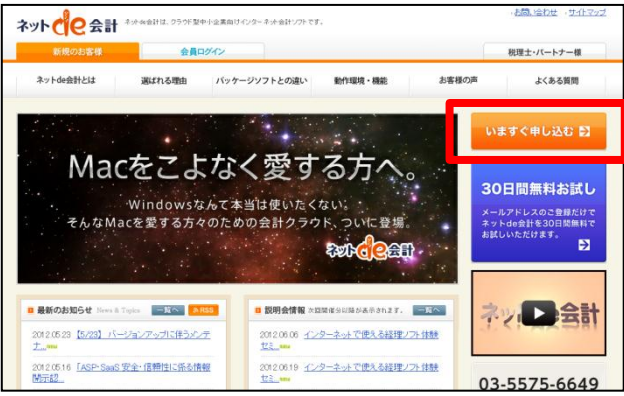 ネットde会計
ネットde会計は、クラウド型中小企業向けインターネット会計ソフトです。
お問い合わせ サイトマップ
新規のお客様 会員ログイン 税理士・パートナー様
ネットde会計とは 選ばれる理由 パッケージソフトとの違い 動作環境・機能 お客様の声 よくある質問
Macをこよなく愛する方へ。
Windowsなんて本当は使いたくない。
そんなMacを愛する方々のための会計クラウド、ついに登場。
ネットde会計
いますぐ申し込む
30日間無料お試し
メールアドレスのご登録だけで
ネットde会計を30日間無料で
お試しいただけます。
ネッ 会計
最新のお知らせ News & Topics 一覧へ RSS
2012.05.23 【5/23】 バージョンアップに伴うメンテ
ナ...
2012.05.16 「ASP・SaaS 安全・信頼性に係る情報
開示認...
説明会情報 次回開催分以降が表示されます。 一覧へ
2012.06.06 インターネットで使える経理ソフト体験
セミ...
2012.06.19 インターネットで使える経理ソフト体験
セミ...
03-5575-6649